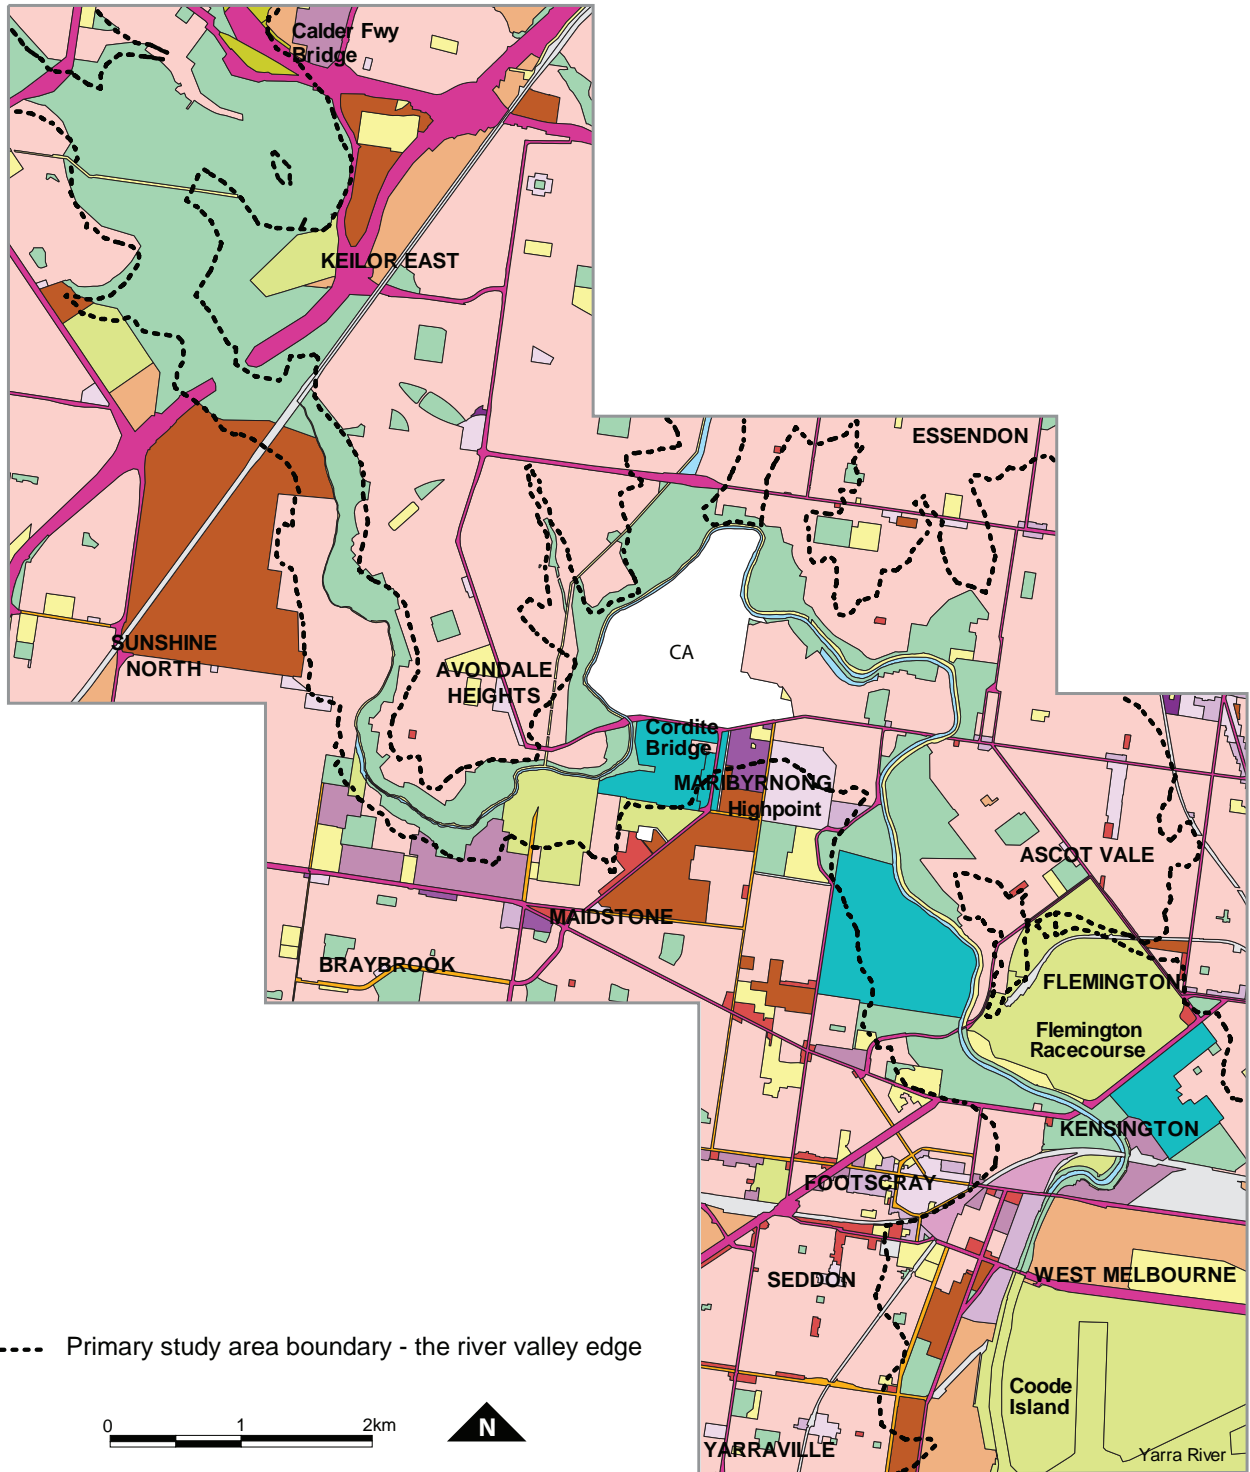 Calder Fwy
Bridge
KEILOR EAST
ESSENDON
SUNSHINE
NORTH
AVONDALE
HEIGHTS
CA
Cordite
Bridge
MARIBYRNONG
Highpoint
ASCOT VALE
MAIDSTONE
BRAYBROOK
FLEMINGTON
Flemington
Racecourse
KENSINGTON
FOOTSCRAY
SEDDON
WEST MELBOURNE
Coode
Island
YARRAVILLE
Yarra River
Primary study area boundary - the river valley edge
0 1 2km
N